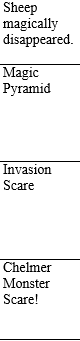 Sheep
magically
disappeared.
Magic
Pyramid
Invasion
Scare
Chelmer
Monster
Scare!